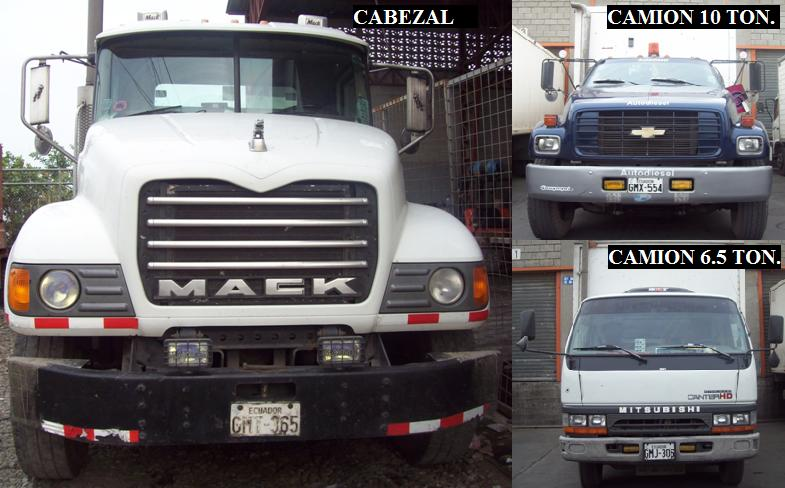 CABEZAL
MACK
ECUADOR
GMT-365
CAMION 10 TON.
Autodiesel
Autodiesel
ECUADOR
GMX-554
CAMION 6.5 TON.
CANTER HD
MITSUBISHI
GMJ-306